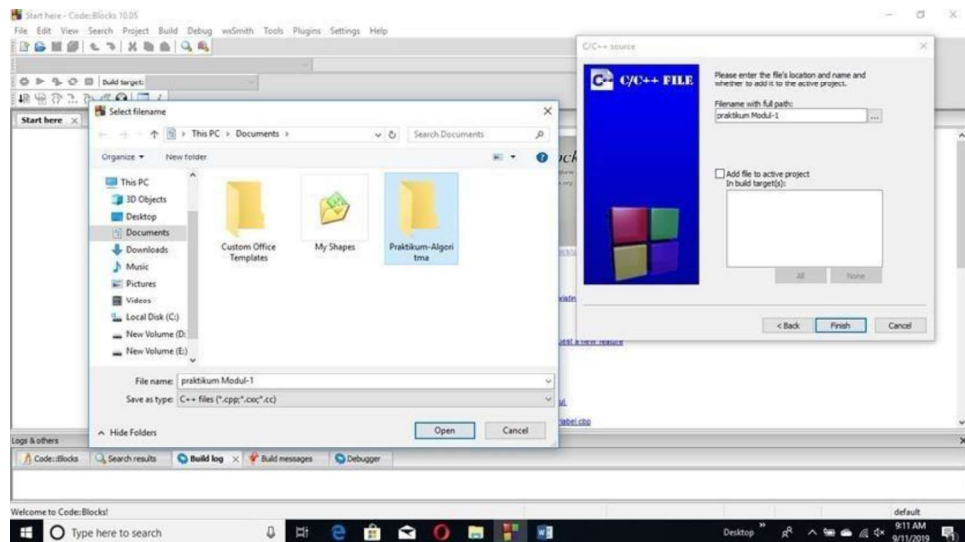 Start here - Code::Blocks 10.05
File Edit View Search Project Build Debug wxSmith Tools Plugins Settings Help
Build target:
Start here
Select filename
This PC > Documents >
Search Documents
Organize
New folder
This PC
3D Objects
Desktop
Documents
Downloads
Music
Pictures
Videos
Local Disk (C:)
New Volume (D:
New Volume (E:)
Custom Office
Templates
My Shapes
Praktikum-Algori
tma
File name: praktikum Modul-1
Save as type: C++ files (*.cpp;*.cxx;*.cc)
Hide Folders
Open
Cancel
C/C++ source
C/C++ FILE
Please enter the file's location and name and
whether to add it to the active project.
Filename with full path:
praktikum Modul-1
...
Add file to active project
In build target(s):
All
None
< Back
Finish
Cancel
est a new feature
Logs & others
Code::Blocks
Search results
Build log
Build messages
Debugger
Welcome to Code::Blocks!
default
Type here to search
Desktop
9:11 AM
9/11/2019